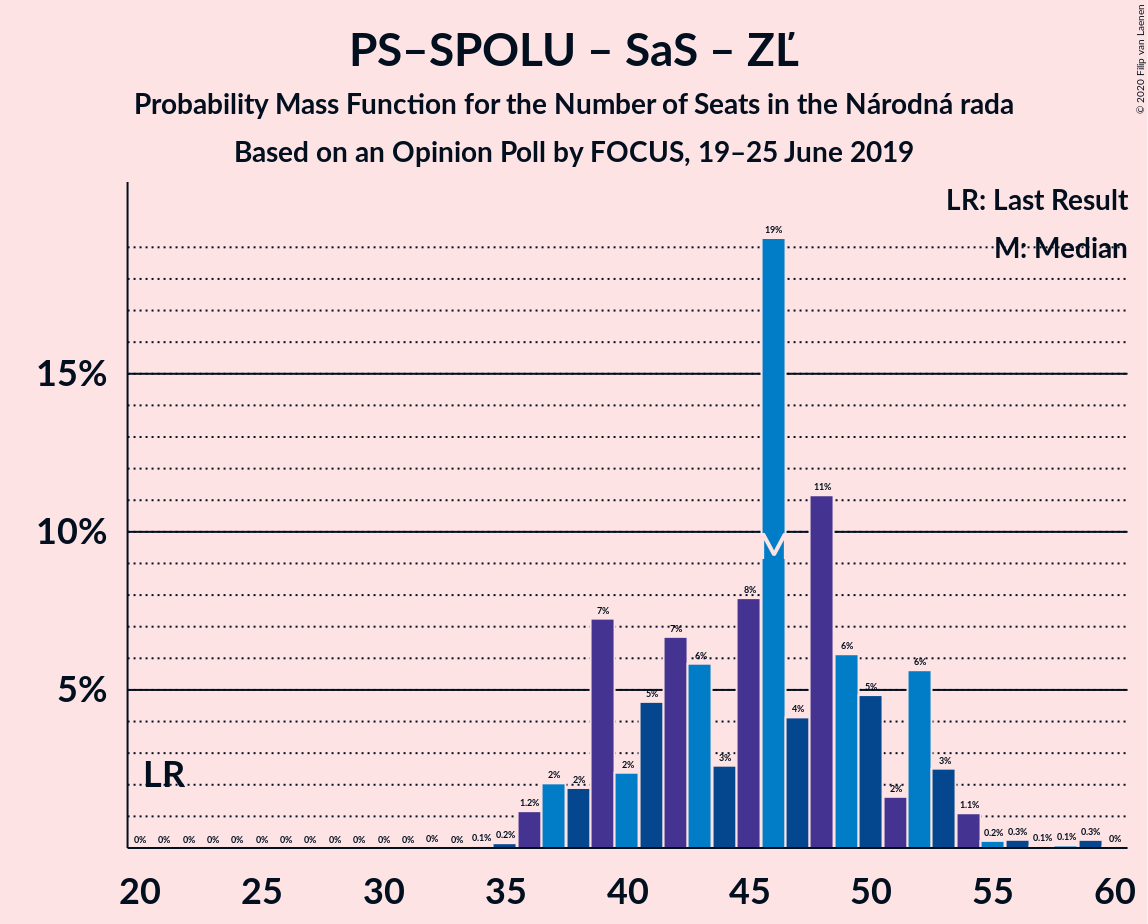 PS–SPOLU – SaS – ZĽ
Probability Mass Function for the Number of Seats in the Národná rada
Based on an Opinion Poll by FOCUS, 19–25 June 2019
© 2020 Filip van Laenen
LR: Last Result
M: Median
15%
10%
5%
LR
M
0% 0% 0% 0% 0% 0% 0% 0% 0% 0% 0% 0% 0% 0% 0.1% 0.2% 1.2% 2% 2% 7% 2% 5% 7% 6% 3% 8% 19% 4% 11% 6% 5% 2% 6% 3% 1.1% 0.2% 0.3% 0.1% 0.1% 0.3% 0%
20 25 30 35 40 45 50 55 60